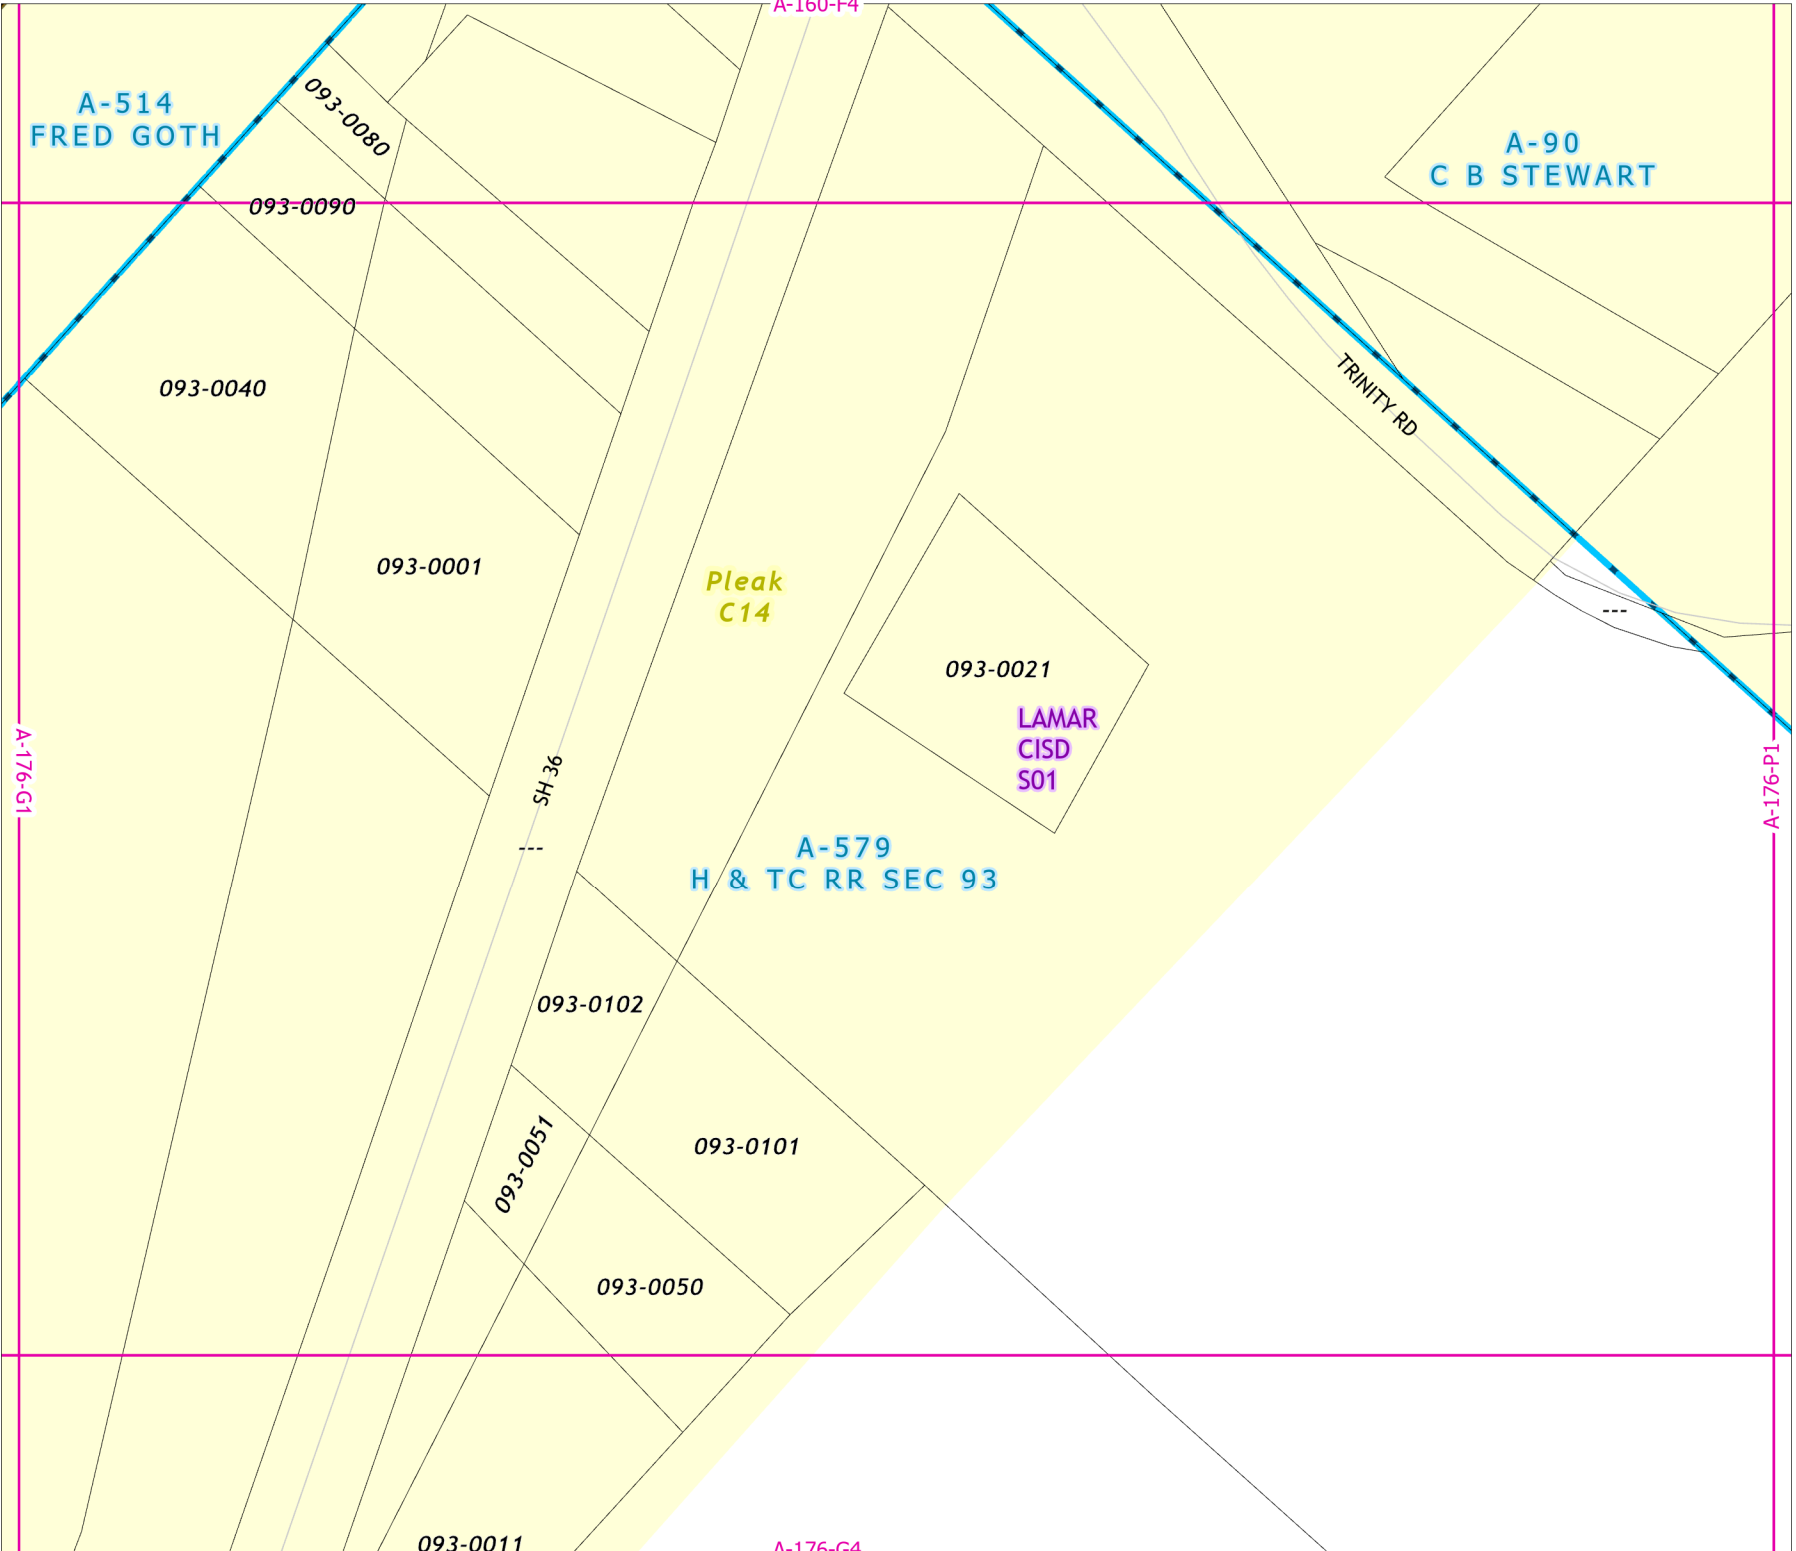 A-160-F4
A-514
FRED GOTH
093-0080
A-90
C B STEWART
093-0090
093-0040
TRINITY RD
093-0001
Pleak
C14
---
093-0021
LAMAR
CISD
S01
A-176-G1
SH 36
A-176-P1
---
A-579
H & TC RR SEC 93
093-0102
093-0051
093-0101
093-0050
093-0011
A-176-G4